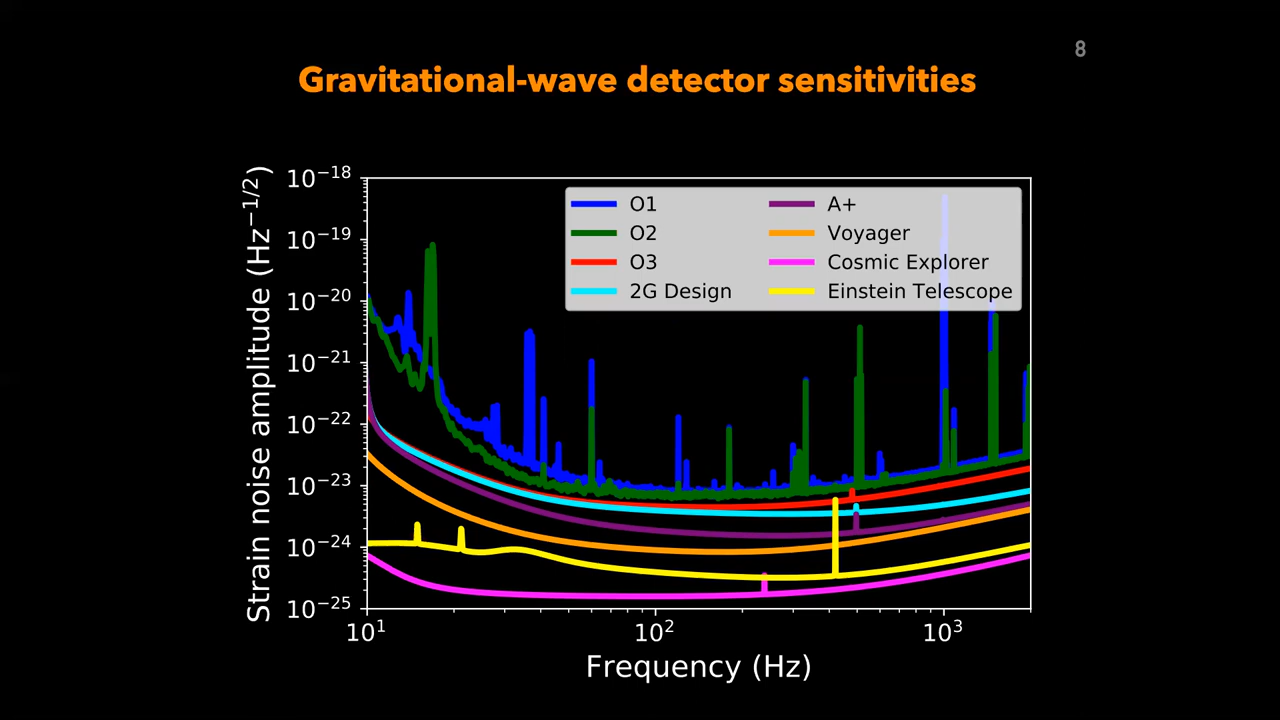 8
Gravitational-wave detector sensitivities
Strain noise amplitude (Hz⁻¹/²)
10⁻¹⁸
10⁻¹⁹
10⁻²⁰
10⁻²¹
10⁻²²
10⁻²³
10⁻²⁴
10⁻²⁵
O1
O2
O3
2G Design
A+
Voyager
Cosmic Explorer
Einstein Telescope
10¹ 10² 10³
Frequency (Hz)